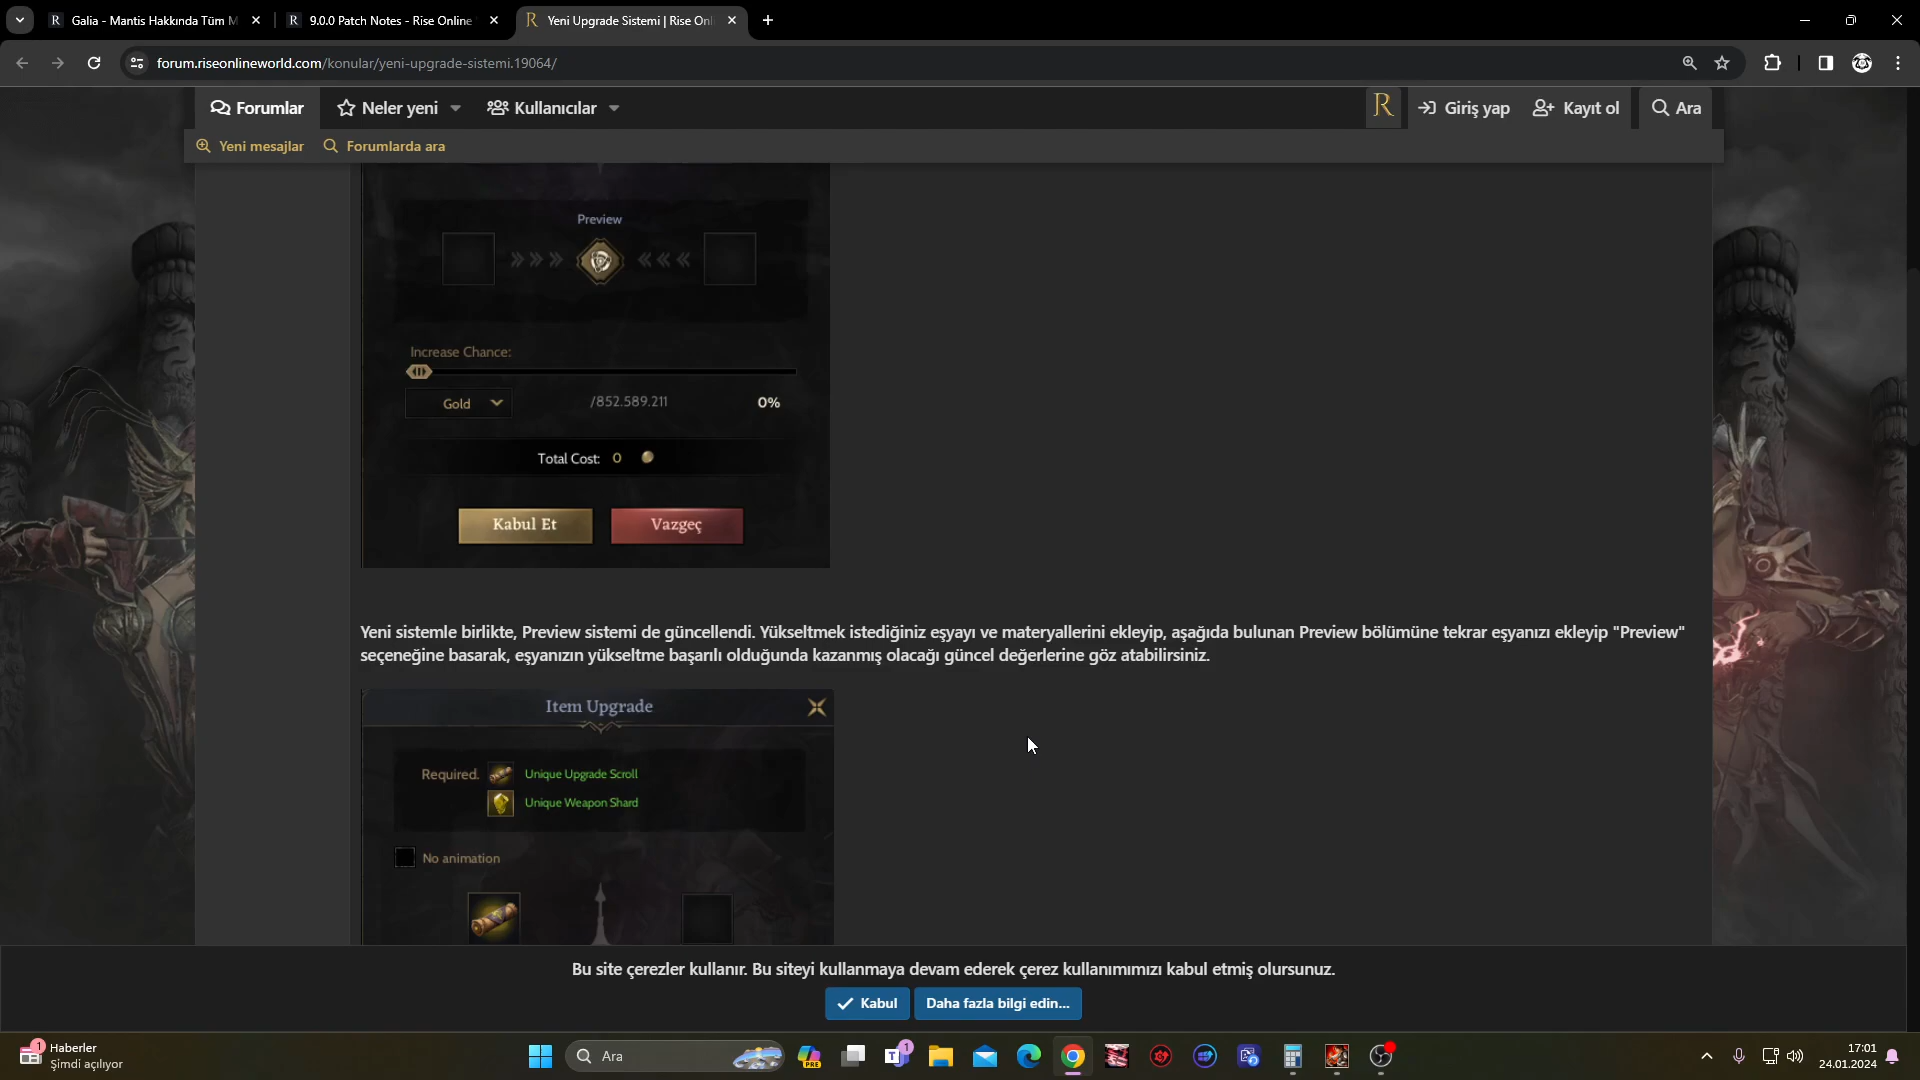 Galia - Mantis Hakkında Tüm M
9.0.0 Patch Notes - Rise Online
Yeni Upgrade Sistemi | Rise Onl
forum.riseonlineworld.com/konular/yeni-upgrade-sistemi.19064/
Forumlar
Neler yeni
Kullanıcılar
R
Giriş yap
Kayıt ol
Ara
Yeni mesajlar
Forumlarda ara
Preview
Increase Chance:
Gold
/852.589.211
0%
Total Cost: 0
Kabul Et
Vazgeç
Yeni sistemle birlikte, Preview sistemi de güncellendi. Yükseltmek istediğiniz eşyayı ve materyallerini ekleyip, aşağıda bulunan Preview bölümüne tekrar eşyanızı ekleyip "Preview"
seçeneğine basarak, eşyanızın yükseltme başarılı olduğunda kazanmış olacağı güncel değerlerine göz atabilirsiniz.
Item Upgrade
Required.
Unique Upgrade Scroll
Unique Weapon Shard
No animation
Bu site çerezler kullanır. Bu siteyi kullanmaya devam ederek çerez kullanımımızı kabul etmiş olursunuz.
Kabul
Daha fazla bilgi edin…
1
Haberler
Şimdi açılıyor
Ara
PRE
1
17:01
24.01.2024